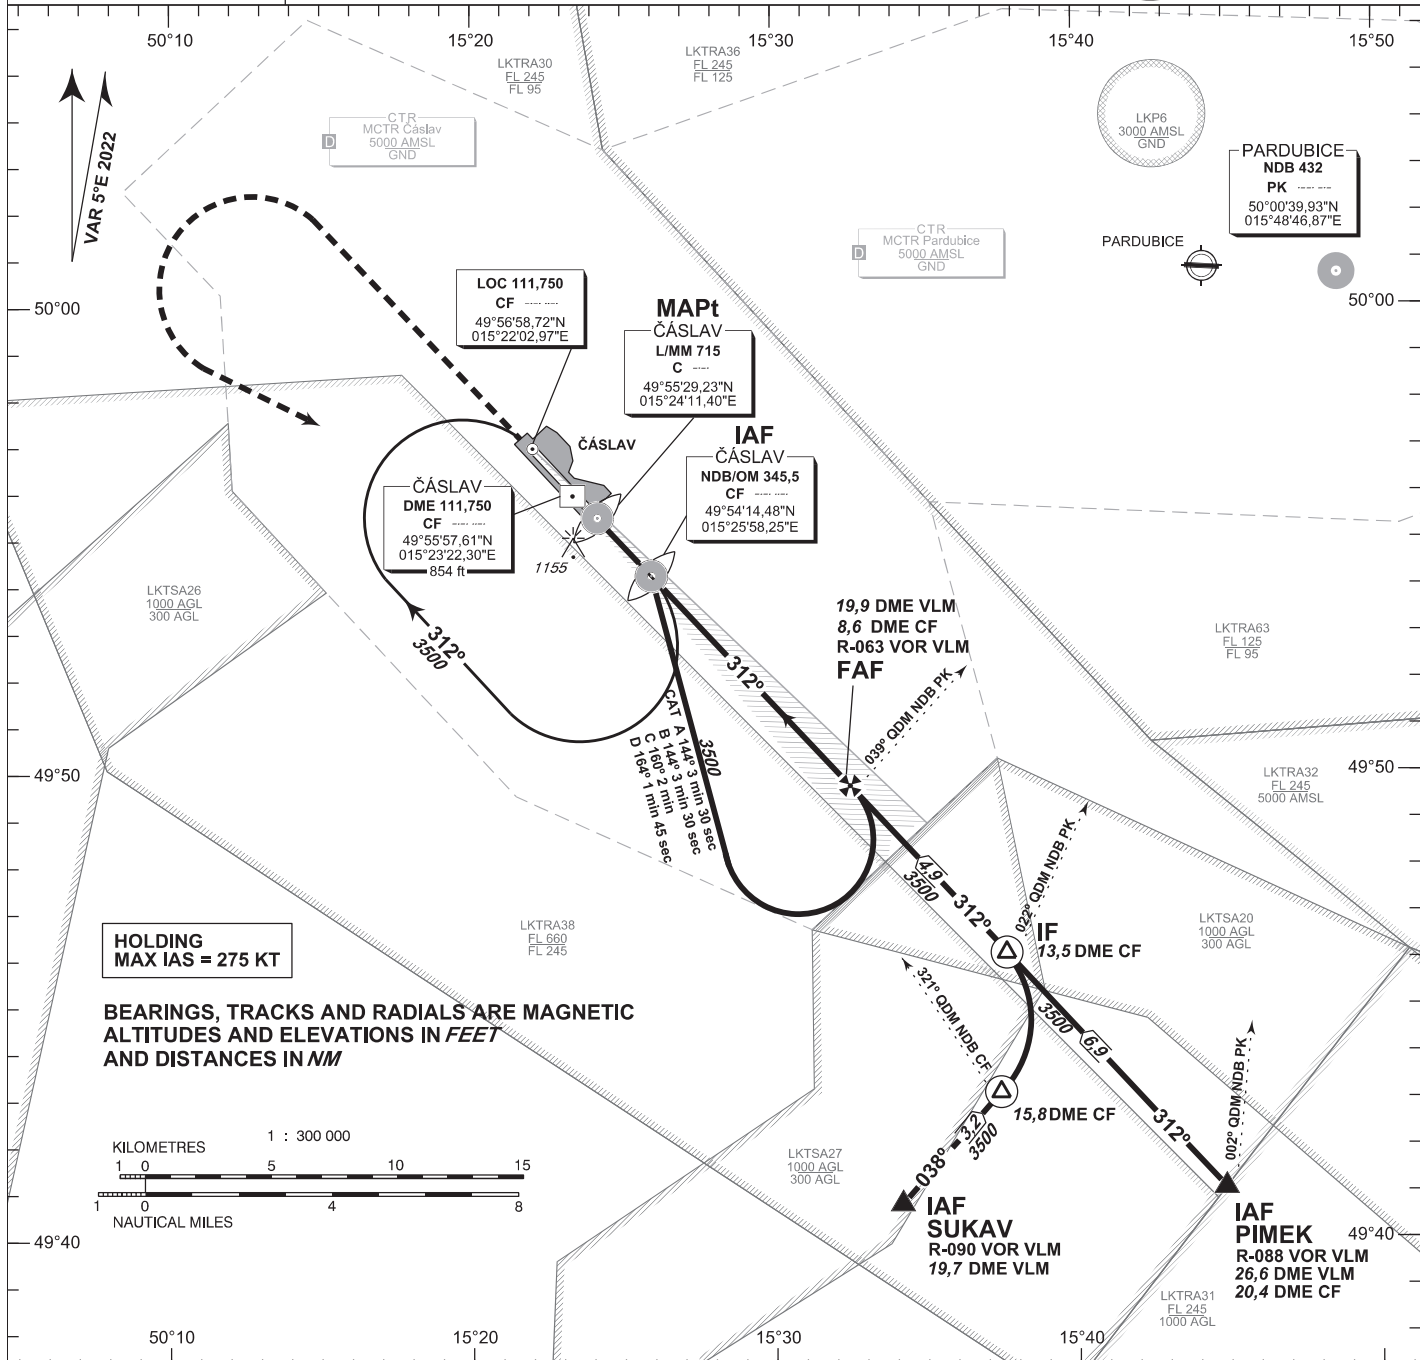 50°10
15°20
15°30
15°40
15°50
VAR 5°E 2022
LKTRA30
FL 245
FL 95
LKTRA36
FL 245
FL 125
CTR
MCTR Čáslav
5000 AMSL
GND
D
LKP6
3000 AMSL
GND
PARDUBICE
NDB 432
PK
50°00'39,93"N
015°48'46,87"E
PARDUBICE
CTR
MCTR Pardubice
5000 AMSL
GND
D
50°00
50°00
LOC 111,750
CF
49°56'58,72"N
015°22'02,97"E
MAPt
ČÁSLAV
L/MM 715
C
49°55'29,23"N
015°24'11,40"E
ČÁSLAV
IAF
ČÁSLAV
NDB/OM 345,5
CF
49°54'14,48"N
015°25'58,25"E
ČÁSLAV
DME 111,750
CF
49°55'57,61"N
015°23'22,30"E
854 ft
1155
LKTSA26
1000 AGL
300 AGL
312º
3500
19,9 DME VLM
8,6 DME CF
R-063 VOR VLM
FAF
LKTRA63
FL 125
FL 95
312º
039º QDM NDB PK
3500
CAT A 144º 3 min 30 sec
B 144º 3 min 30 sec
C 160º 2 min
D 164º 1 min 45 sec
49°50
49°50
LKTRA32
FL 245
5000 AMSL
4,9
3500
312º
022º QDM NDB PK
LKTRA38
FL 660
FL 245
LKTSA20
1000 AGL
300 AGL
IF
13,5 DME CF
HOLDING
MAX IAS = 275 KT
321º QDM NDB CF
BEARINGS, TRACKS AND RADIALS ARE MAGNETIC
ALTITUDES AND ELEVATIONS IN FEET
AND DISTANCES IN NM
3500
6,9
312º
002º QDM NDB PK
15,8 DME CF
3,2
3500
038º
1 : 300 000
KILOMETRES
1 0 5 10 15
1 0 4 8
NAUTICAL MILES
LKTSA27
1000 AGL
300 AGL
IAF
SUKAV
R-090 VOR VLM
19,7 DME VLM
IAF
PIMEK
R-088 VOR VLM
26,6 DME VLM
20,4 DME CF
49°40
49°40
LKTRA31
FL 245
1000 AGL
50°10
15°20
15°30
15°40